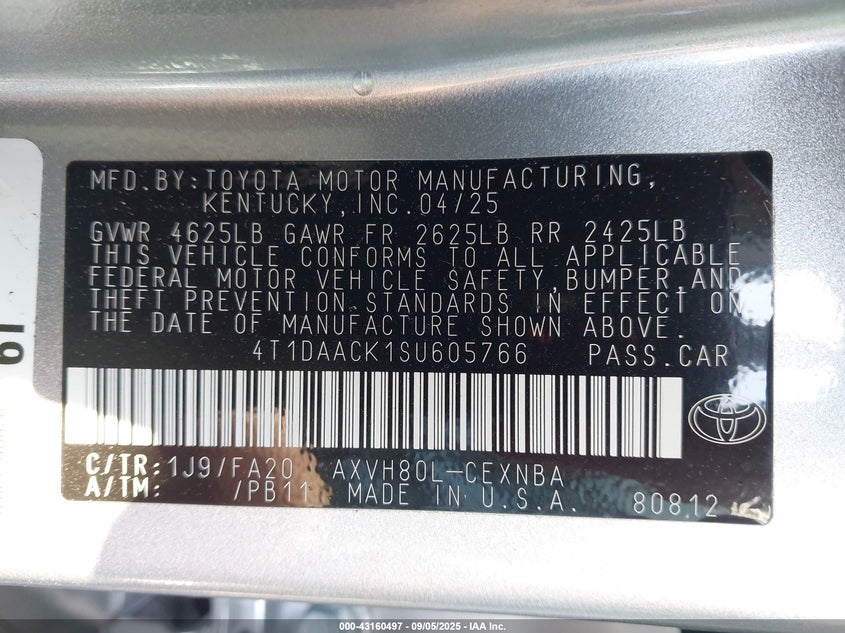 MFD.BY:TOYOTA MOTOR MANUFACTURING,
KENTUCKY,INC.04/25
GVWR 4625LB GAWR FR 2625LB RR 2425LB
THIS VEHICLE CONFORMS TO ALL APPLICABLE
FEDERAL MOTOR VEHICLE SAFETY,BUMPER,AND
THEFT PREVENTION STANDARDS IN EFFECT ON
THE DATE OF MANUFACTURE SHOWN ABOVE.
4T1DAACK1SU605766 PASS.CAR
C/TR:1J9/FA20 AXVH80L-CEXNBA
A/TM: /PB11 MADE IN U.S.A. 80812
000-43160497 - 09/05/2025 - IAA Inc.